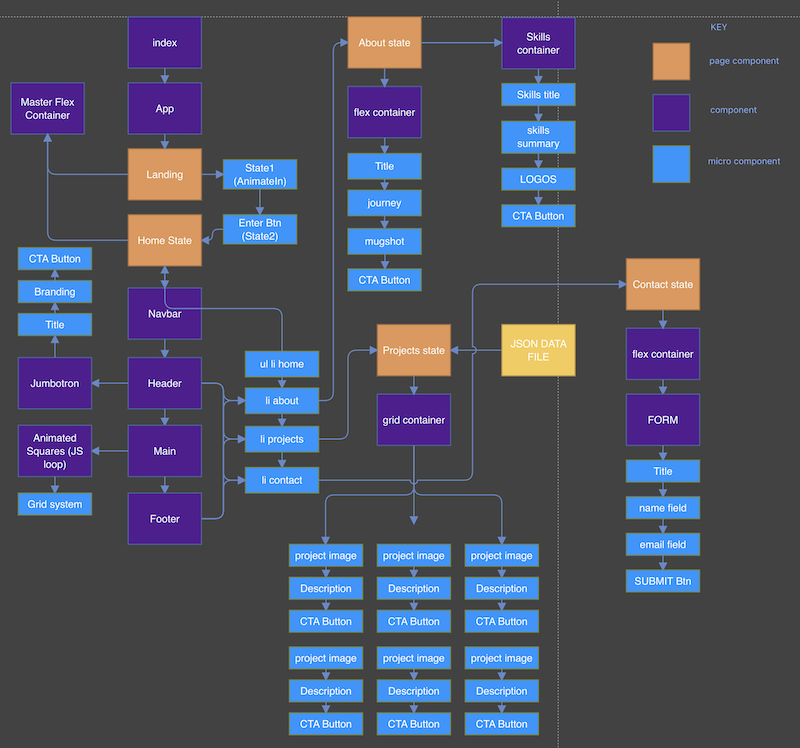 index
App
Master Flex
Container
Landing
State1
(AnimateIn)
Enter Btn
(State2)
Home State
CTA Button
Branding
Title
Navbar
Jumbotron
Header
Animated
Squares (JS
loop)
Main
Grid system
Footer
ul li home
li about
li projects
li contact
About state
flex container
Title
journey
mugshot
CTA Button
Skills
container
Skills title
skills
summary
LOGOS
CTA Button
Projects state
JSON DATA
FILE
grid container
project image
project image
project image
Description
Description
Description
CTA Button
CTA Button
CTA Button
project image
project image
project image
Description
Description
Description
CTA Button
CTA Button
CTA Button
Contact state
flex container
FORM
Title
name field
email field
SUBMIT Btn
KEY
page component
component
micro component